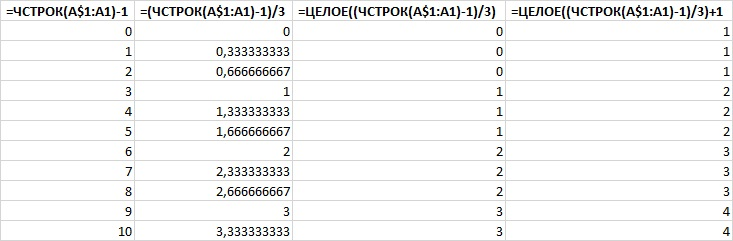 =ЧСТРОК(A$1:A1)-1 =(ЧСТРОК(A$1:A1)-1)/3 =ЦЕЛОЕ((ЧСТРОК(A$1:A1)-1)/3) =ЦЕЛОЕ((ЧСТРОК(A$1:A1)-1)/3)+1
0 0 0 1
1 0,333333333 0 1
2 0,666666667 0 1
3 1 1 2
4 1,333333333 1 2
5 1,666666667 1 2
6 2 2 3
7 2,333333333 2 3
8 2,666666667 2 3
9 3 3 4
10 3,333333333 3 4